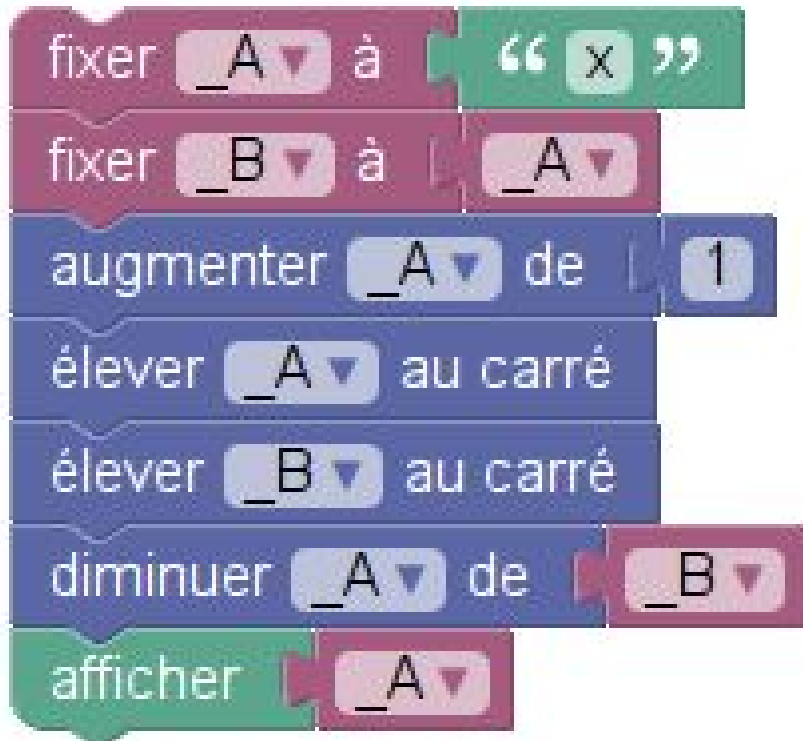 fixer _A ▼ à “ x ”
fixer _B ▼ à _A ▼
augmenter _A ▼ de 1
élever _A ▼ au carré
élever _B ▼ au carré
diminuer _A ▼ de _B ▼
afficher _A ▼